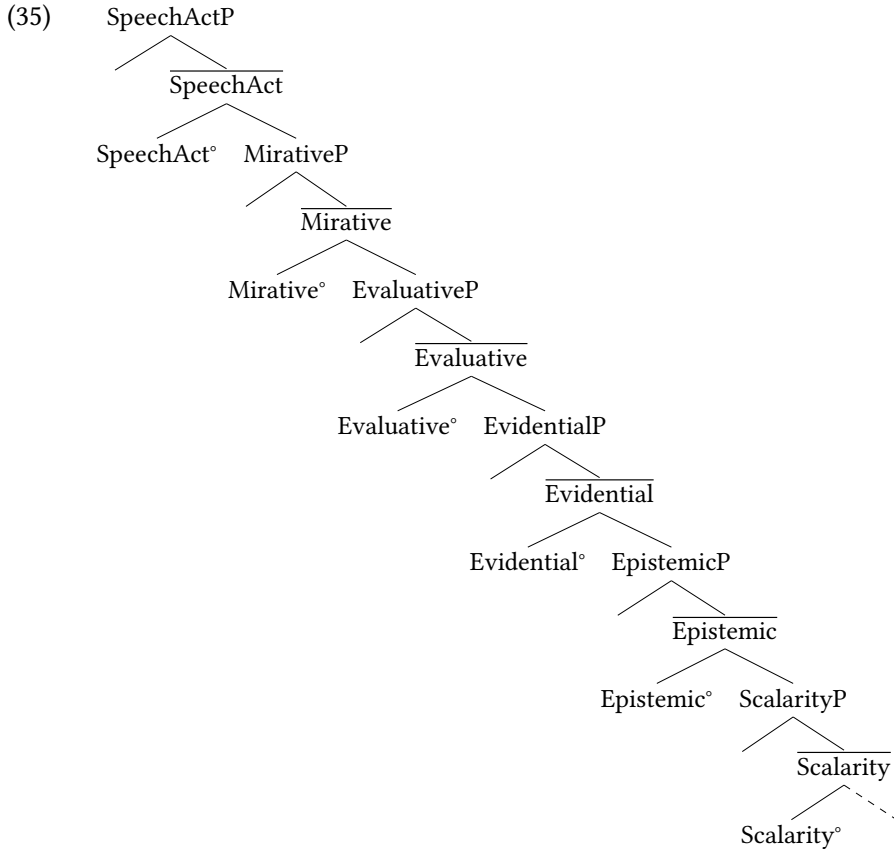 (35) SpeechActP
SpeechAct
SpeechAct° MirativeP
Mirative
Mirative° EvaluativeP
Evaluative
Evaluative° EvidentialP
Evidential
Evidential° EpistemicP
Epistemic
Epistemic° ScalarityP
Scalarity
Scalarity°